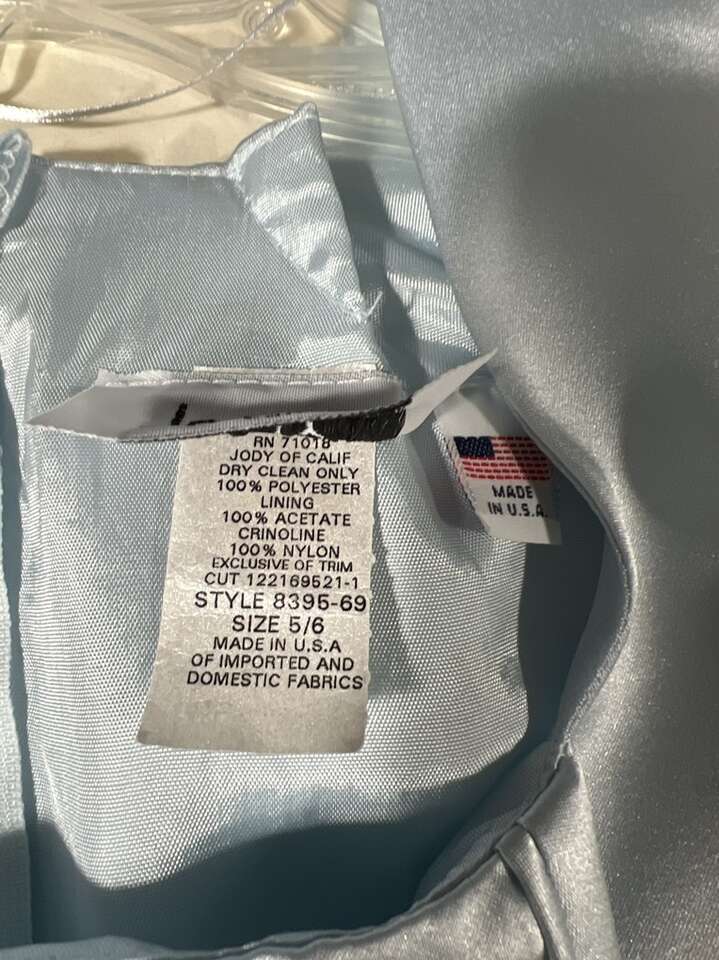 RN 71018
JODY OF CALIF
DRY CLEAN ONLY
100% POLYESTER
LINING
100% ACETATE
CRINOLINE
100% NYLON
EXCLUSIVE OF TRIM
CUT 122169521-1
STYLE 8395-69
SIZE 5/6
MADE IN U.S.A
OF IMPORTED AND
DOMESTIC FABRICS
MADE
IN U.S.A.